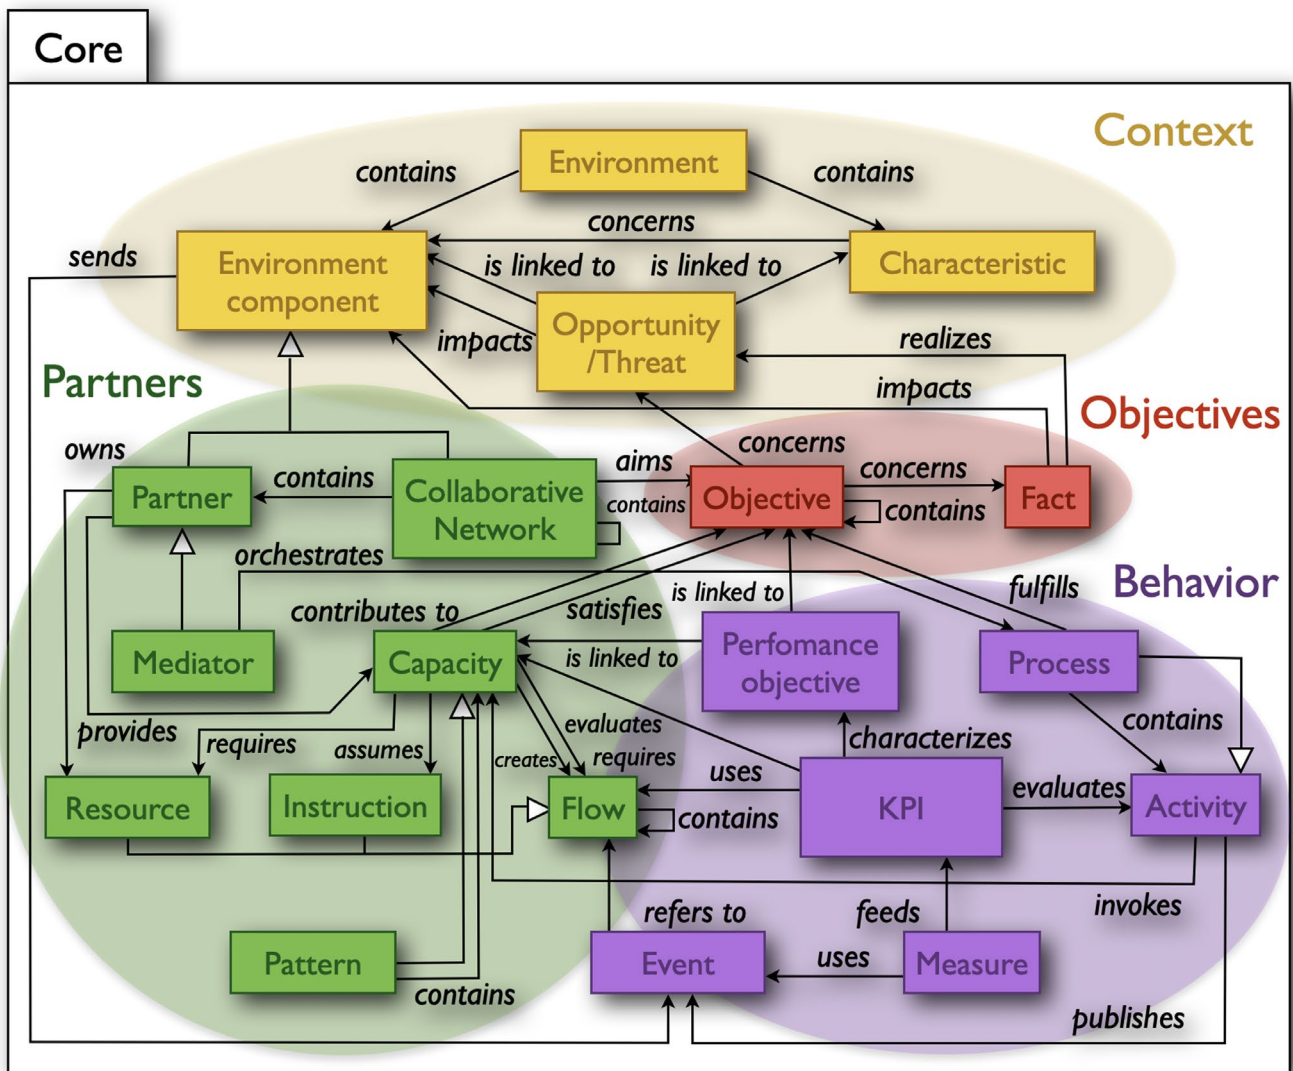 Core
Context
Environment
contains
contains
concerns
sends
Environment
component
is linked to
is linked to
Characteristic
Opportunity
/Threat
impacts
realizes
Partners
impacts
Objectives
owns
concerns
aims
concerns
Partner
contains
Collaborative
Network
contains
Objective
contains
Fact
orchestrates
Behavior
contributes to
satisfies
is linked to
fulfills
Mediator
Capacity
is linked to
Perfomance
objective
Process
provides
requires
assumes
evaluates
creates
requires
characterizes
contains
uses
Resource
Instruction
Flow
contains
KPI
evaluates
Activity
invokes
refers to
feeds
Pattern
contains
Event
uses
Measure
publishes